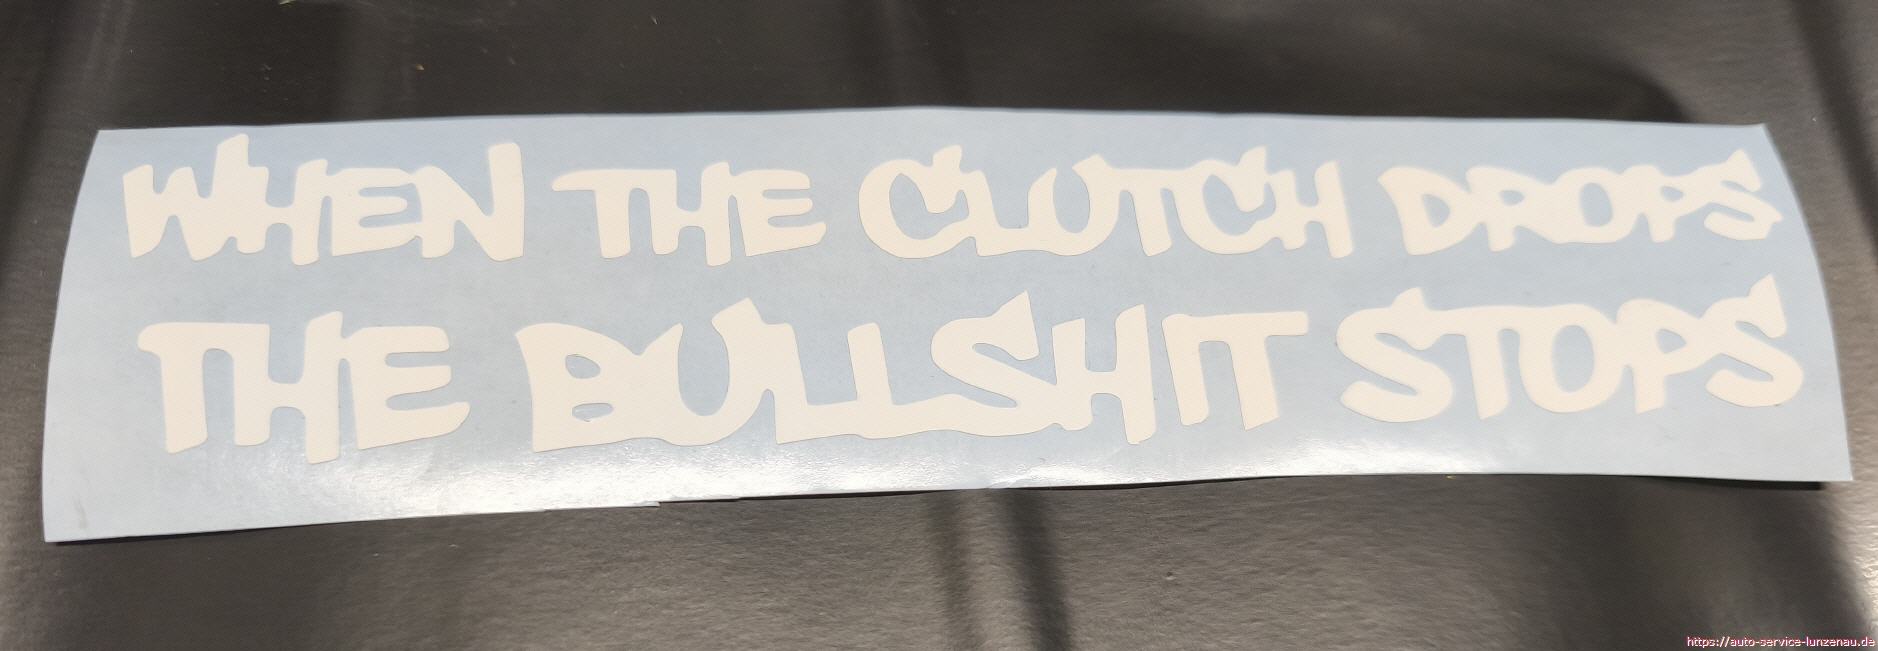 WHEN THE CLUTCH DROPS
THE BULLSHIT STOPS
https://auto-service-lunzenau.de